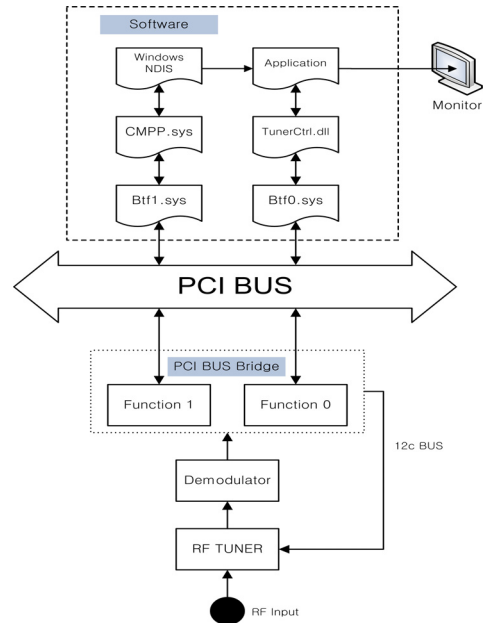 Software
Windows
NDIS
Application
Monitor
CMPP.sys
TunerCtrl.dll
Btf1.sys
Btf0.sys
PCI BUS
PCI BUS Bridge
Function 1
Function 0
12c BUS
Demodulator
RF TUNER
RF Input